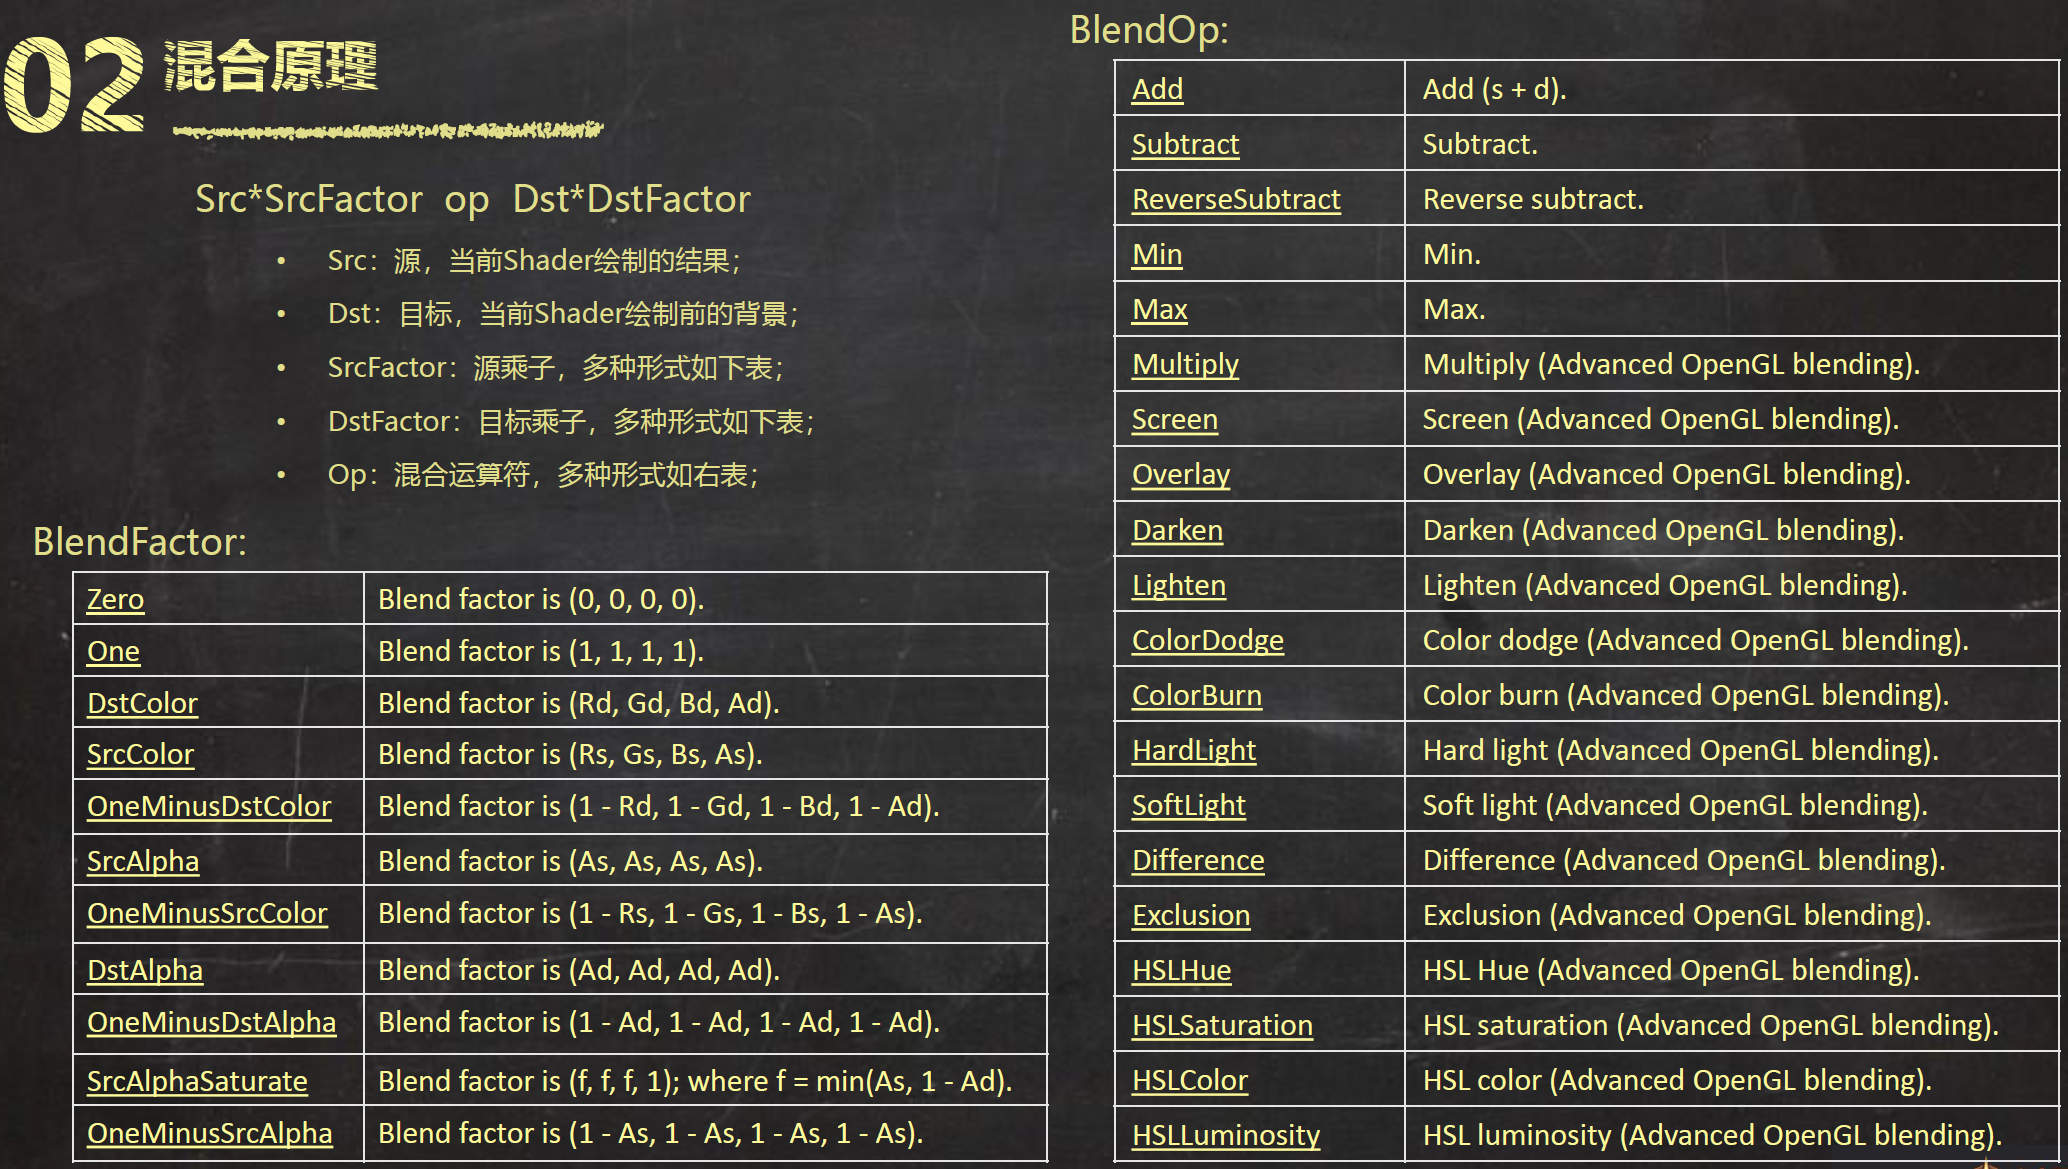 02 混合原理
Src*SrcFactor op Dst*DstFactor
• Src：源，当前Shader绘制的结果；
• Dst：目标，当前Shader绘制前的背景；
• SrcFactor：源乘子，多种形式如下表；
• DstFactor：目标乘子，多种形式如下表；
• Op：混合运算符，多种形式如右表；
BlendFactor:
Zero Blend factor is (0, 0, 0, 0).
One Blend factor is (1, 1, 1, 1).
DstColor Blend factor is (Rd, Gd, Bd, Ad).
SrcColor Blend factor is (Rs, Gs, Bs, As).
OneMinusDstColor Blend factor is (1 - Rd, 1 - Gd, 1 - Bd, 1 - Ad).
SrcAlpha Blend factor is (As, As, As, As).
OneMinusSrcColor Blend factor is (1 - Rs, 1 - Gs, 1 - Bs, 1 - As).
DstAlpha Blend factor is (Ad, Ad, Ad, Ad).
OneMinusDstAlpha Blend factor is (1 - Ad, 1 - Ad, 1 - Ad, 1 - Ad).
SrcAlphaSaturate Blend factor is (f, f, f, 1); where f = min(As, 1 - Ad).
OneMinusSrcAlpha Blend factor is (1 - As, 1 - As, 1 - As, 1 - As).
BlendOp:
Add Add (s + d).
Subtract Subtract.
ReverseSubtract Reverse subtract.
Min Min.
Max Max.
Multiply Multiply (Advanced OpenGL blending).
Screen Screen (Advanced OpenGL blending).
Overlay Overlay (Advanced OpenGL blending).
Darken Darken (Advanced OpenGL blending).
Lighten Lighten (Advanced OpenGL blending).
ColorDodge Color dodge (Advanced OpenGL blending).
ColorBurn Color burn (Advanced OpenGL blending).
HardLight Hard light (Advanced OpenGL blending).
SoftLight Soft light (Advanced OpenGL blending).
Difference Difference (Advanced OpenGL blending).
Exclusion Exclusion (Advanced OpenGL blending).
HSLHue HSL Hue (Advanced OpenGL blending).
HSLSaturation HSL saturation (Advanced OpenGL blending).
HSLColor HSL color (Advanced OpenGL blending).
HSLLuminosity HSL luminosity (Advanced OpenGL blending).